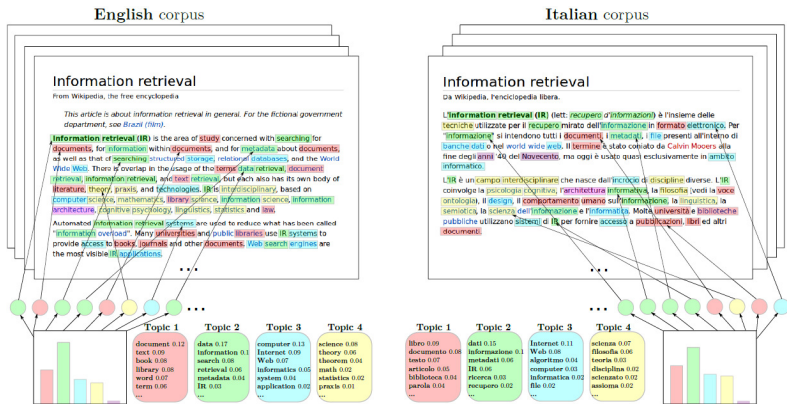 English corpus
Information retrieval
From Wikipedia, the free encyclopedia
This article is about information retrieval in general. For the fictional government
department, see Brazil (film).
Information retrieval (IR) is the area of study concerned with searching for
documents, for information within documents, and for metadata about documents,
as well as that of searching structured storage, relational databases, and the World
Wide Web. There is overlap in the usage of the terms data retrieval, document
retrieval, information retrieval, and text retrieval, but each also has its own body of
literature, theory, praxis, and technologies. IR is interdisciplinary, based on
computer science, mathematics, library science, information science, information
architecture, cognitive psychology, linguistics, statistics and law.
Automated information retrieval systems are used to reduce what has been called
"information overload". Many universities and public libraries use IR systems to
provide access to books, journals and other documents. Web search engines are
the most visible IR applications.
...
...
Topic 1
document 0.12
text 0.09
book 0.08
library 0.08
word 0.07
term 0.06
...
Topic 2
data 0.17
information 0.1
search 0.08
retrieval 0.06
metadata 0.04
IR 0.03
...
Topic 3
computer 0.13
Internet 0.09
Web 0.07
informatics 0.05
system 0.04
application 0.02
...
Topic 4
science 0.08
theory 0.06
theorem 0.04
math 0.02
statistics 0.02
praxis 0.01
...
Italian corpus
Information retrieval
Da Wikipedia, l'enciclopedia libera.
L'information retrieval (IR) (lett: recupero d'informazioni) è l'insieme delle
tecniche utilizzate per il recupero mirato dell'informazione in formato elettronico. Per
"informazione" si intendono tutti i documenti, i metadati, i file presenti all'interno di
banche dati o nel world wide web. Il termine è stato coniato da Calvin Mooers alla
fine degli anni '40 del Novecento, ma oggi è usato quasi esclusivamente in ambito
informatico.
L'IR è un campo interdisciplinare che nasce dall'incrocio di discipline diverse. L'IR
coinvolge la psicologia cognitiva, l'architettura informativa, la filosofia (vedi la voce
ontologia), il design, il comportamento umano sull'informazione, la linguistica, la
semiotica, la scienza dell'informazione e l'informatica. Molte università e biblioteche
pubbliche utilizzano sistemi di IR per fornire accesso a pubblicazioni, libri ed altri
documenti.
...
...
Topic 1
libro 0.09
documento 0.08
testo 0.07
articolo 0.05
biblioteca 0.04
parola 0.04
...
Topic 2
dati 0.15
informazione 0.1
metadati 0.06
IR 0.06
ricerca 0.03
recupero 0.02
...
Topic 3
Internet 0.11
Web 0.08
algoritmo 0.04
computer 0.03
informatica 0.02
file 0.02
...
Topic 4
scienza 0.07
filosofia 0.06
teoria 0.03
disciplina 0.02
scienziato 0.02
assioma 0.02
...